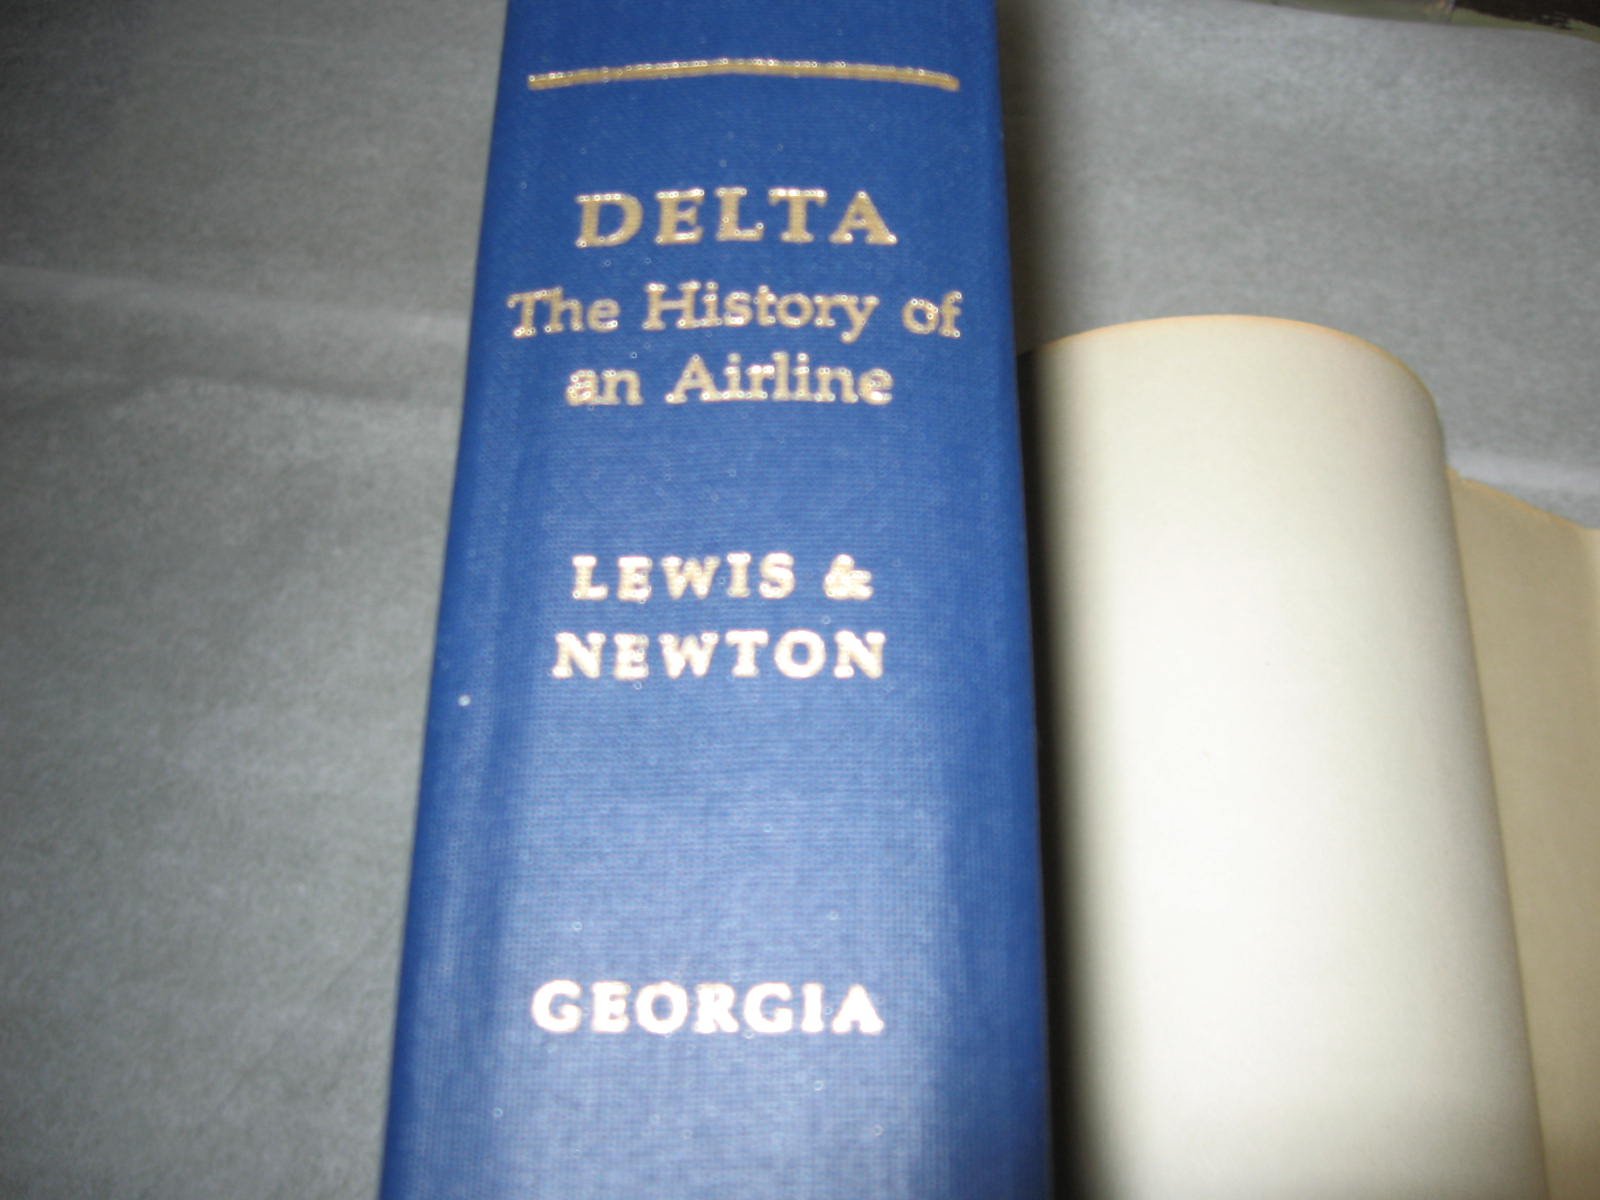 DELTA
The History of
an Airline
LEWIS &
NEWTON
GEORGIA